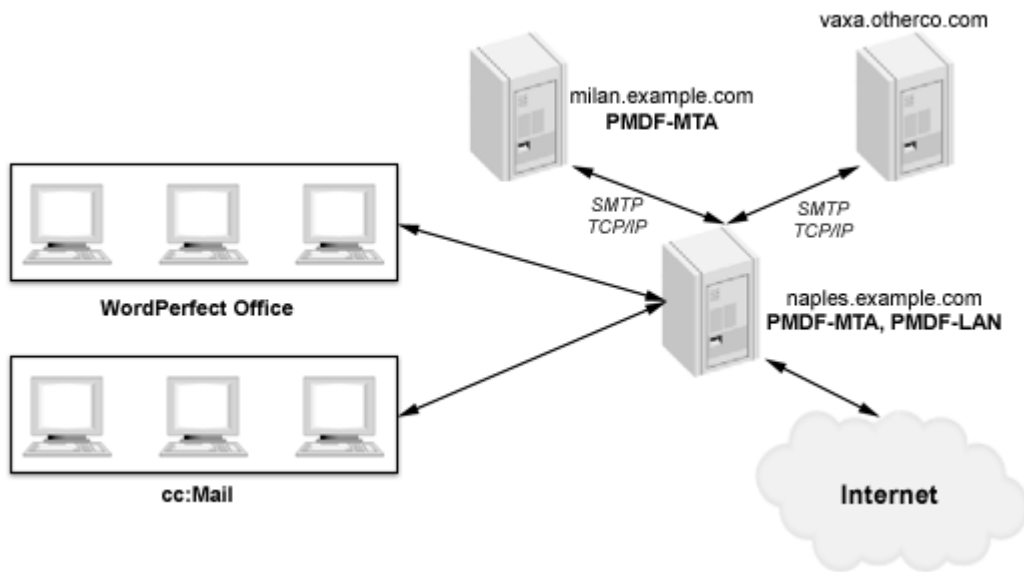 vaxa.otherco.com
milan.example.com
PMDF-MTA
SMTP
TCP/IP
SMTP
TCP/IP
WordPerfect Office
naples.example.com
PMDF-MTA, PMDF-LAN
cc:Mail
Internet